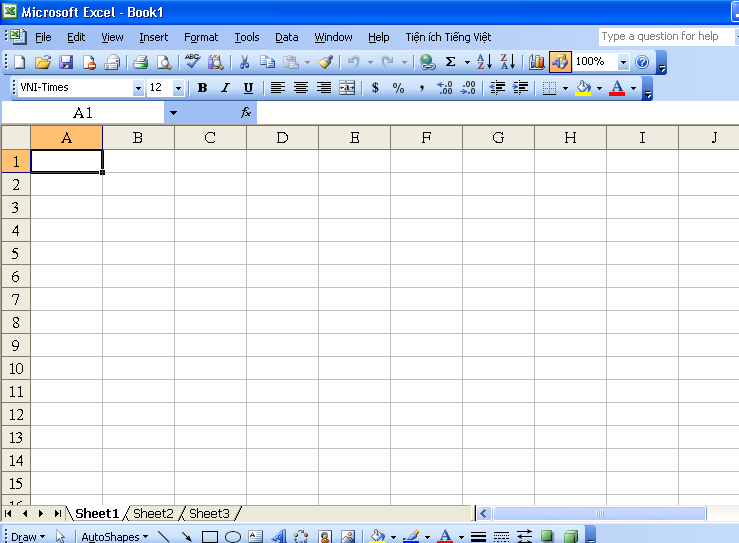 Microsoft Excel - Book1
File Edit View Insert Format Tools Data Window Help Tiện ích Tiếng Việt Type a question for help
100%
VNI-Times 12 B I U $ % ,
A1 fx
A B C D E F G H I J
1
2
3
4
5
6
7
8
9
10
11
12
13
14
15
16
Sheet1 Sheet2 Sheet3
Draw AutoShapes